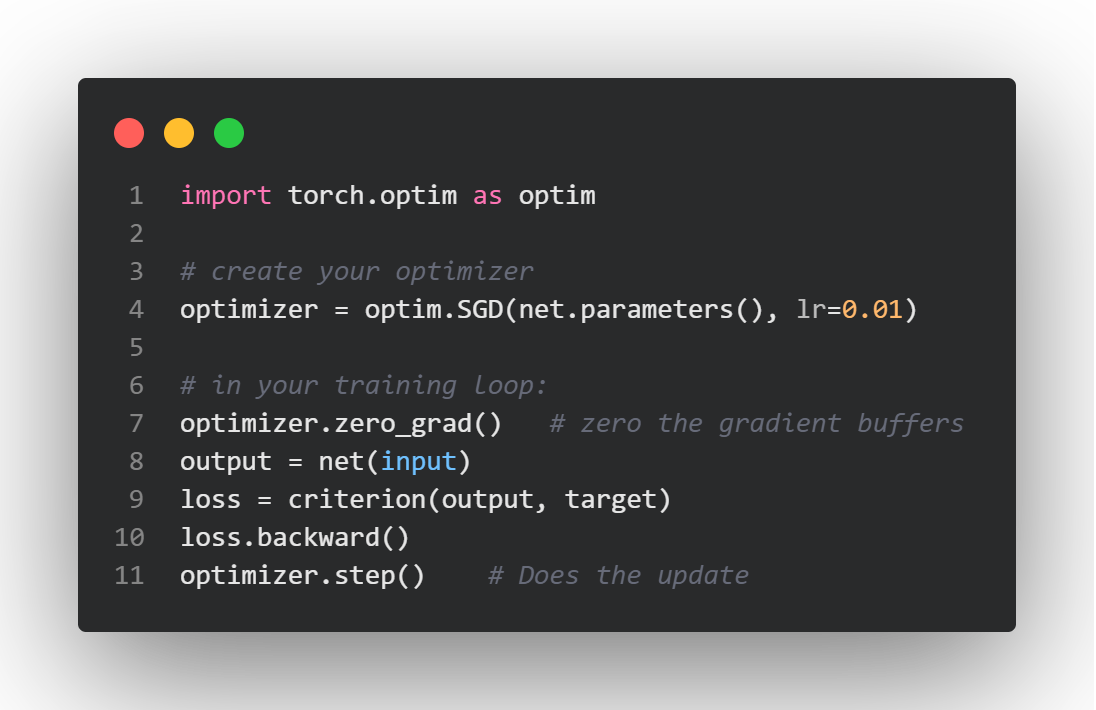 1 import torch.optim as optim
2
3 # create your optimizer
4 optimizer = optim.SGD(net.parameters(), lr=0.01)
5
6 # in your training loop:
7 optimizer.zero_grad()   # zero the gradient buffers
8 output = net(input)
9 loss = criterion(output, target)
10 loss.backward()
11 optimizer.step()    # Does the update